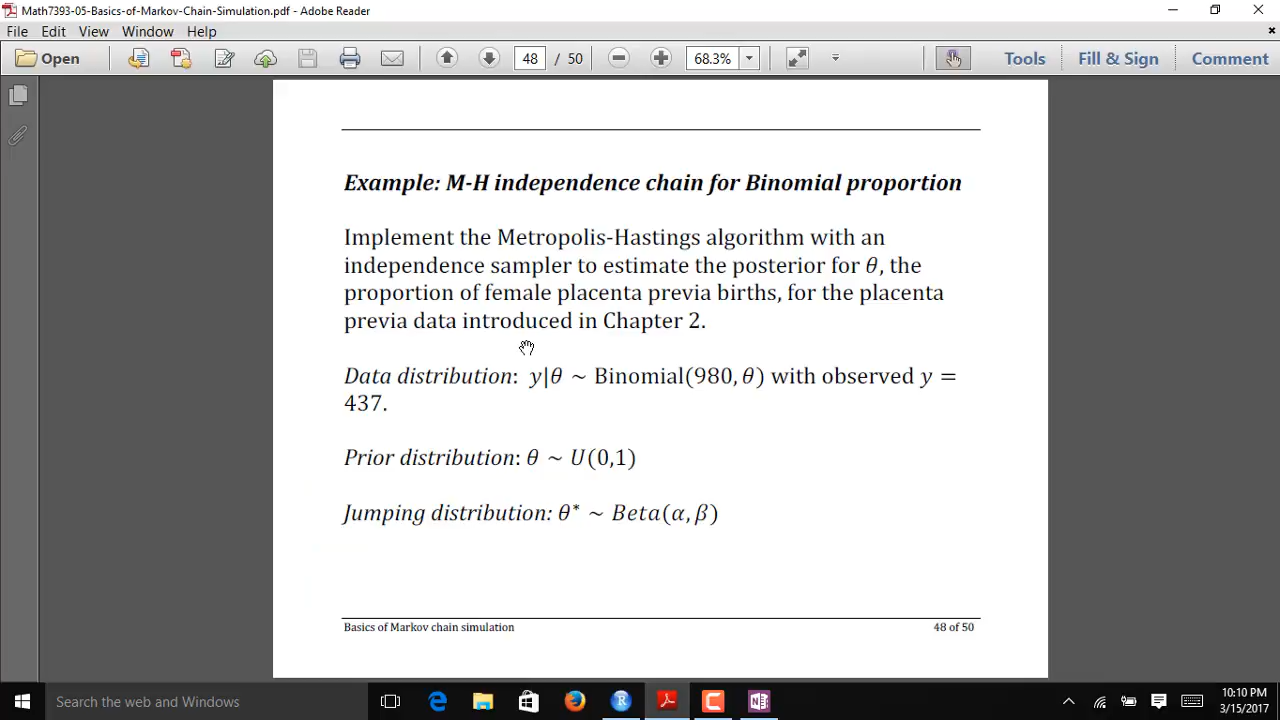 Math7393-05-Basics-of-Markov-Chain-Simulation.pdf - Adobe Reader
File Edit View Window Help
Open 48 / 50 68.3% Tools Fill & Sign Comment
Example: M-H independence chain for Binomial proportion
Implement the Metropolis-Hastings algorithm with an
independence sampler to estimate the posterior for θ, the
proportion of female placenta previa births, for the placenta
previa data introduced in Chapter 2.
Data distribution: y|θ ~ Binomial(980, θ) with observed y =
437.
Prior distribution: θ ~ U(0,1)
Jumping distribution: θ* ~ Beta(α, β)
Basics of Markov chain simulation 48 of 50
Search the web and Windows
10:10 PM
3/15/2017